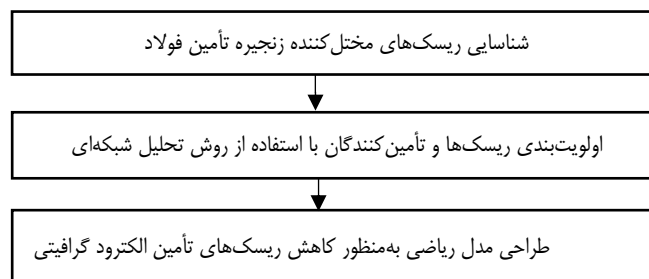 شناسایی ریسک‌های مختل‌کننده زنجیره تأمین فولاد
اولویت‌بندی ریسک‌ها و تأمین‌کنندگان با استفاده از روش تحلیل شبکه‌ای
طراحی مدل ریاضی به‌منظور کاهش ریسک‌های تأمین الکترود گرافیتی